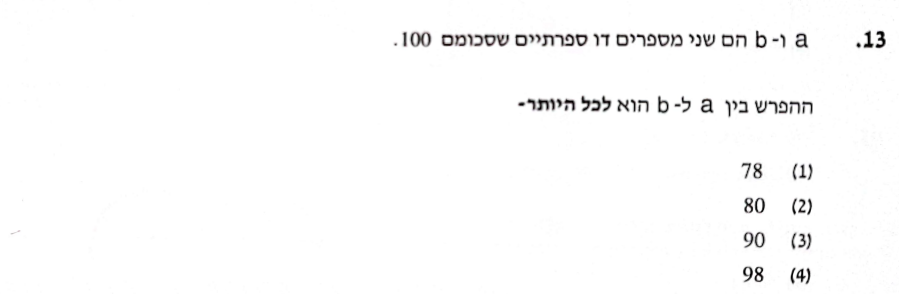 13. a ו- b הם שני מספרים דו ספרתיים שסכומם 100.
ההפרש בין a ל- b הוא לכל היותר-
(1) 78
(2) 80
(3) 90
(4) 98